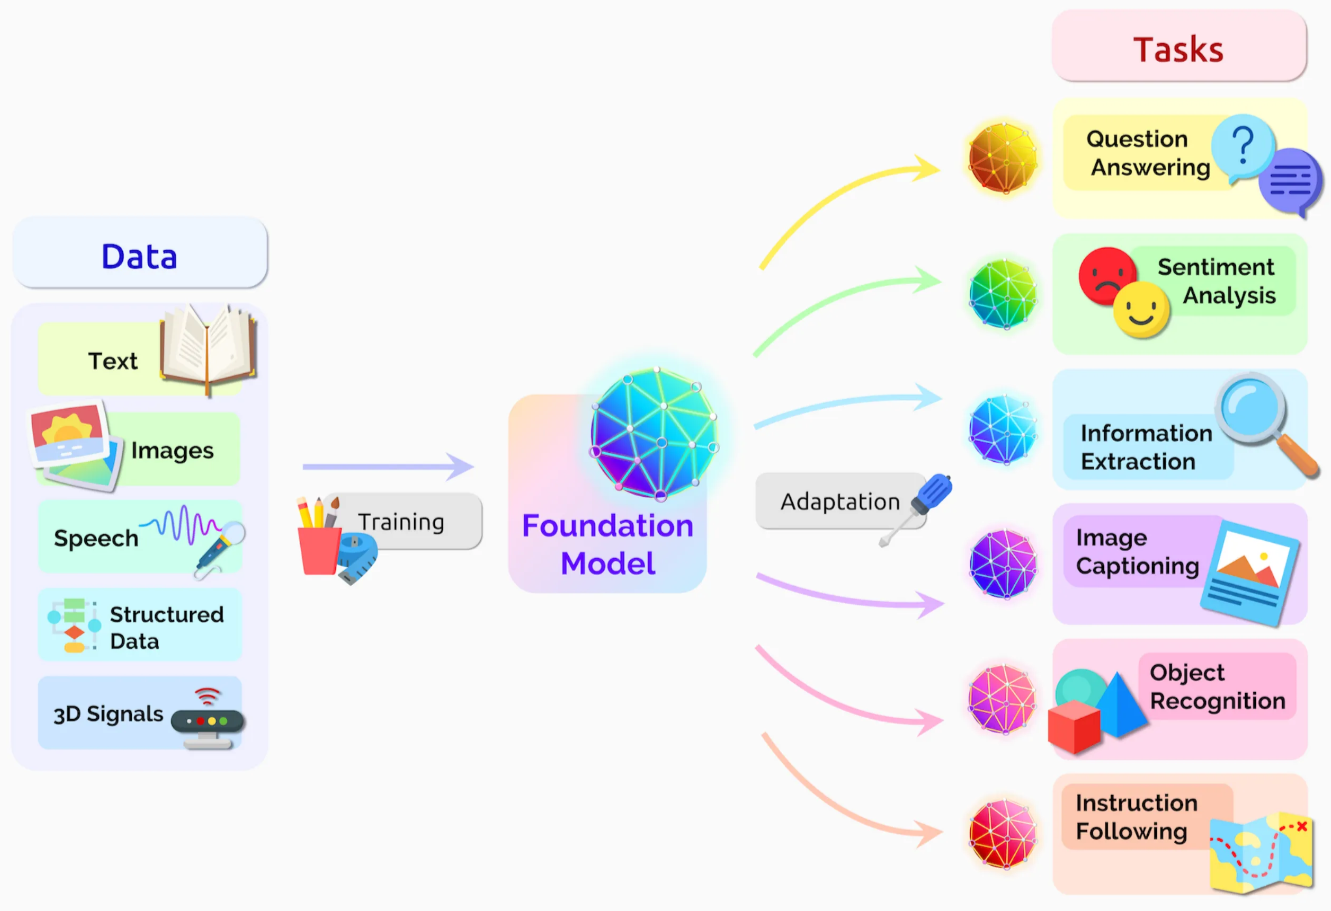 Data
Text
Images
Speech
Structured
Data
3D Signals
Training
Foundation
Model
Adaptation
Tasks
Question
Answering
?
Sentiment
Analysis
Information
Extraction
Image
Captioning
Object
Recognition
Instruction
Following